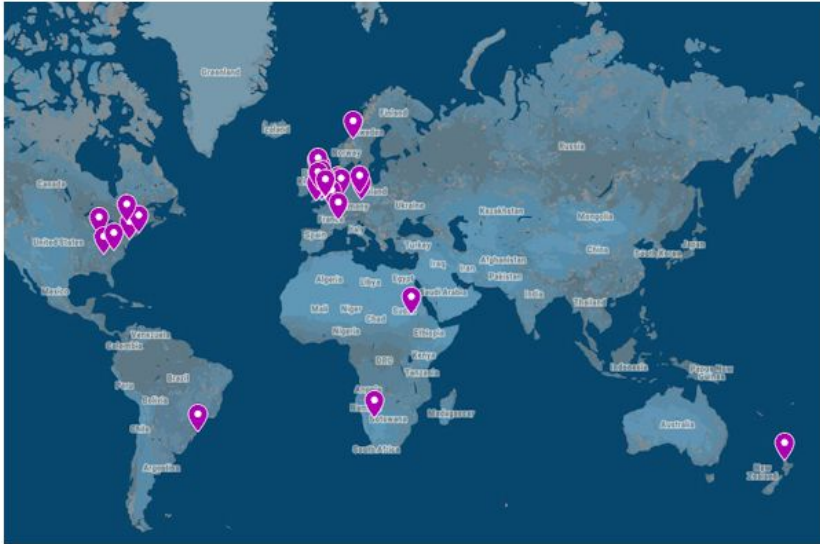 Greenland
Iceland
Finland
Sweden
Norway
Russia
Canada
Ukraine
Kazakhstan
Mongolia
France
Spain
Turkey
United States
China
South Korea
Japan
Iraq
Iran
Afghanistan
Pakistan
Algeria
Libya
Egypt
Saudi Arabia
India
Mexico
Mali
Niger
Chad
Thailand
Nigeria
Ethiopia
Venezuela
Colombia
DRC
Kenya
Tanzania
Indonesia
Papua New
Guinea
Peru
Brazil
Angola
Bolivia
Botswana
Madagascar
Chile
Australia
South Africa
Argentina
New
Zealand